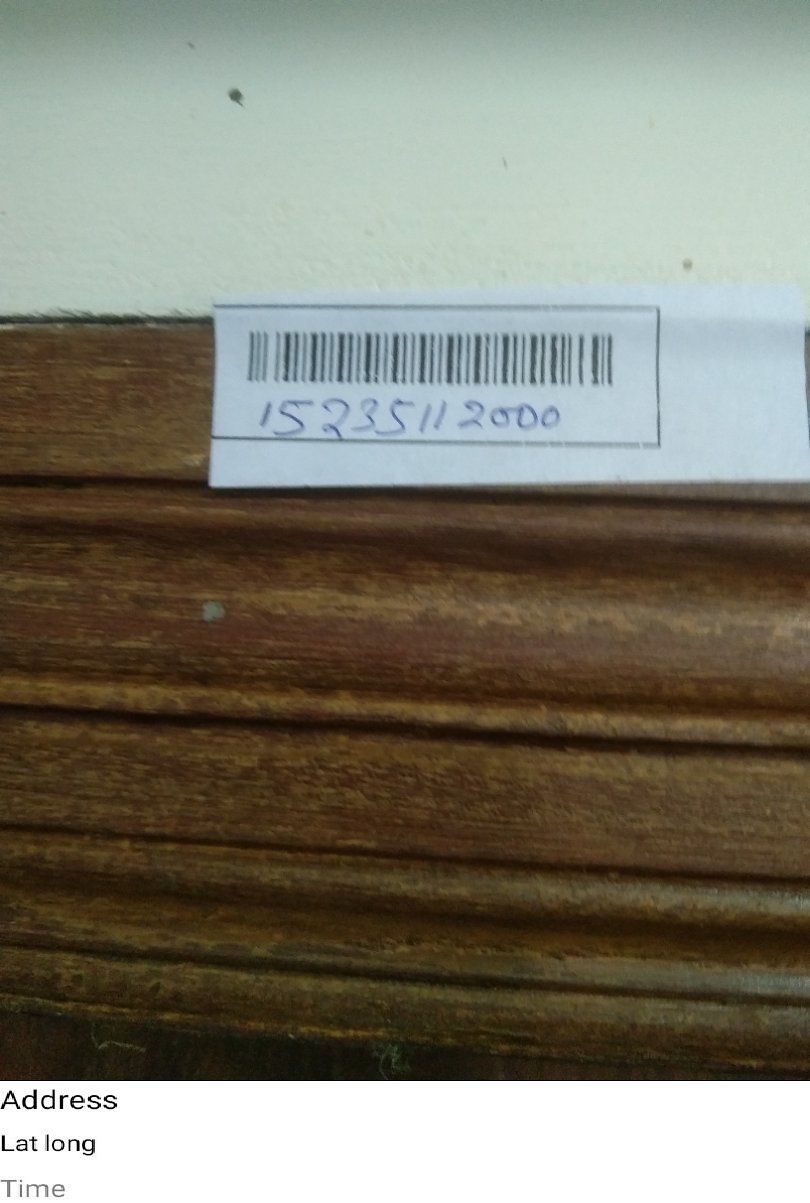 15235112000
Address
Lat long
Time